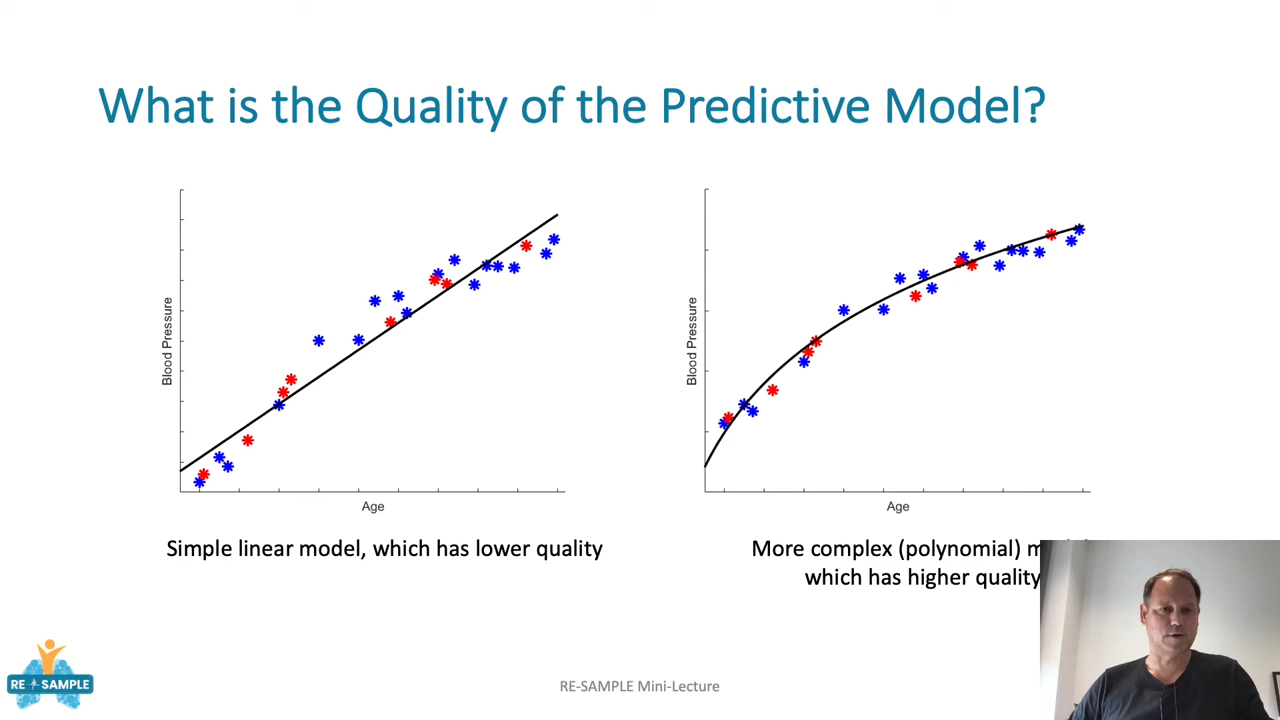 What is the Quality of the Predictive Model?
Blood Pressure
Age
Simple linear model, which has lower quality
Blood Pressure
Age
More complex (polynomial)
which has higher quality
RE SAMPLE
RE-SAMPLE Mini-Lecture